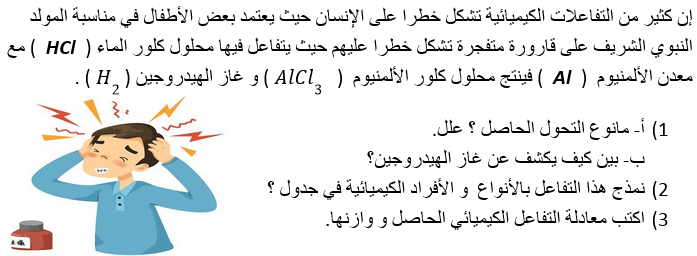 إن كثير من التفاعلات الكيميائية تشكل خطرا على الإنسان حيث يعتمد بعض الأطفال في مناسبة المولد
النبوي الشريف على قارورة متفجرة تشكل خطرا عليهم حيث يتفاعل فيها محلول كلور الماء ( HCl ) مع
معدن الألمنيوم ( Al ) فينتج محلول كلور الألمنيوم ( AlCl₃ ) و غاز الهيدروجين ( H₂ ) .
1) أ- مانوع التحول الحاصل ؟ علل.
ب- بين كيف يكشف عن غاز الهيدروجين؟
2) نمذج هذا التفاعل بالأنواع و الأفراد الكيميائية في جدول ؟
3) اكتب معادلة التفاعل الكيميائي الحاصل و وازنها.